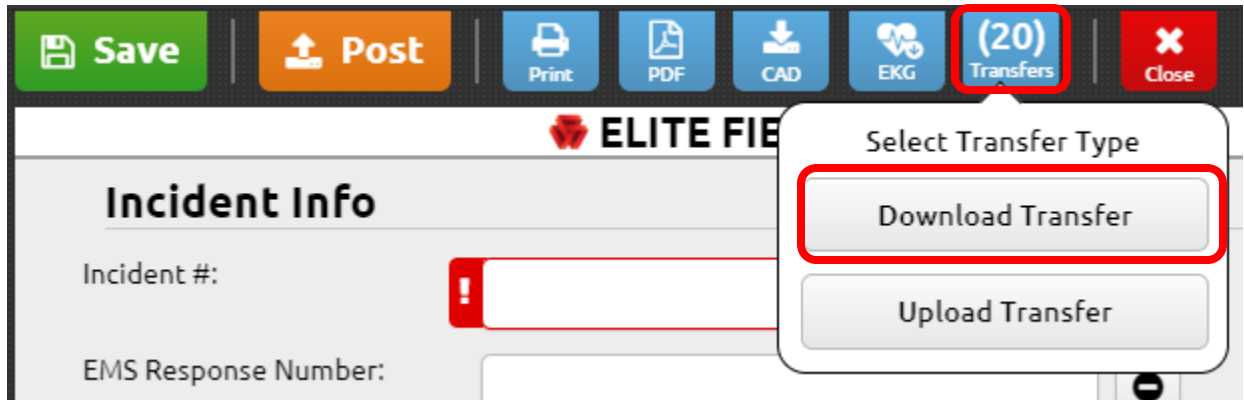 Save
Post
Print
PDF
CAD
EKG
(20)
Transfers
Close
ELITE FIE
Select Transfer Type
Incident Info
Download Transfer
Incident #:
!
Upload Transfer
EMS Response Number: